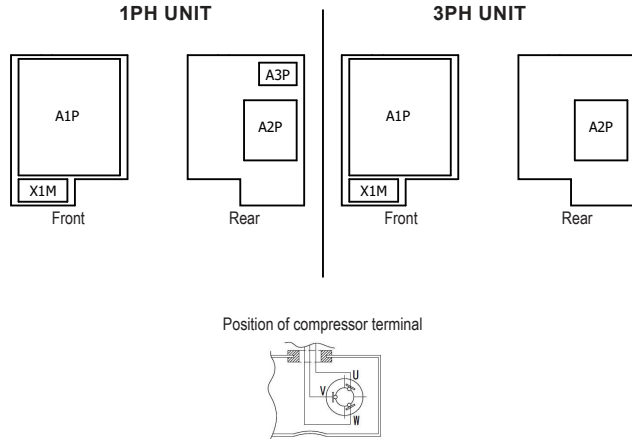 1PH UNIT
3PH UNIT
A1P
X1M
Front
A3P
A2P
Rear
A1P
X1M
Front
A2P
Rear
Position of compressor terminal
U
V
W